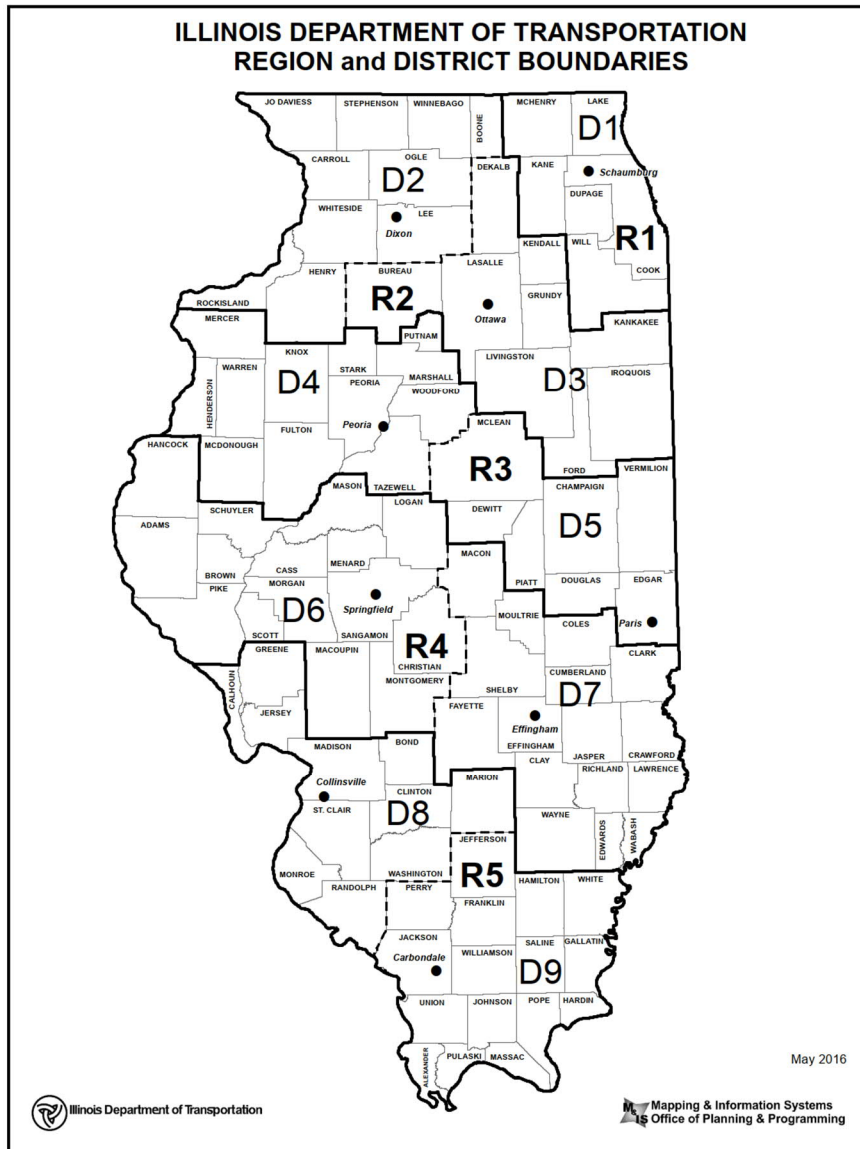 ILLINOIS DEPARTMENT OF TRANSPORTATION
REGION and DISTRICT BOUNDARIES
JO DAVIESS
STEPHENSON
WINNEBAGO
BOONE
MCHENRY
LAKE
D1
CARROLL
OGLE
D2
DEKALB
KANE
Schaumburg
DUPAGE
WHITESIDE
LEE
Dixon
R1
KENDALL
WILL
COOK
HENRY
BUREAU
LASALLE
R2
GRUNDY
ROCKISLAND
Ottawa
MERCER
KANKAKEE
PUTNAM
KNOX
STARK
LIVINGSTON
WARREN
D4
PEORIA
MARSHALL
D3
IROQUOIS
HENDERSON
WOODFORD
Peoria
MCLEAN
FULTON
HANCOCK
MCDONOUGH
R3
FORD
VERMILION
MASON
TAZEWELL
CHAMPAIGN
LOGAN
SCHUYLER
DEWITT
ADAMS
D5
MACON
MENARD
CASS
BROWN
PIKE
MORGAN
PIATT
DOUGLAS
EDGAR
D6
Springfield
MOULTRIE
Paris
COLES
SCOTT
SANGAMON
R4
GREENE
MACOUPIN
CHRISTIAN
CLARK
CALHOUN
MONTGOMERY
CUMBERLAND
SHELBY
D7
JERSEY
FAYETTE
Effingham
MADISON
BOND
EFFINGHAM
JASPER
CRAWFORD
CLAY
RICHLAND
LAWRENCE
Collinsville
MARION
CLINTON
ST. CLAIR
D8
WAYNE
EDWARDS
WABASH
JEFFERSON
MONROE
WASHINGTON
R5
HAMILTON
WHITE
RANDOLPH
PERRY
FRANKLIN
JACKSON
SALINE
GALLATIN
Carbondale
WILLIAMSON
D9
UNION
JOHNSON
POPE
HARDIN
ALEXANDER
PULASKI
MASSAC
May 2016
Illinois Department of Transportation
M&IS
Mapping & Information Systems
Office of Planning & Programming